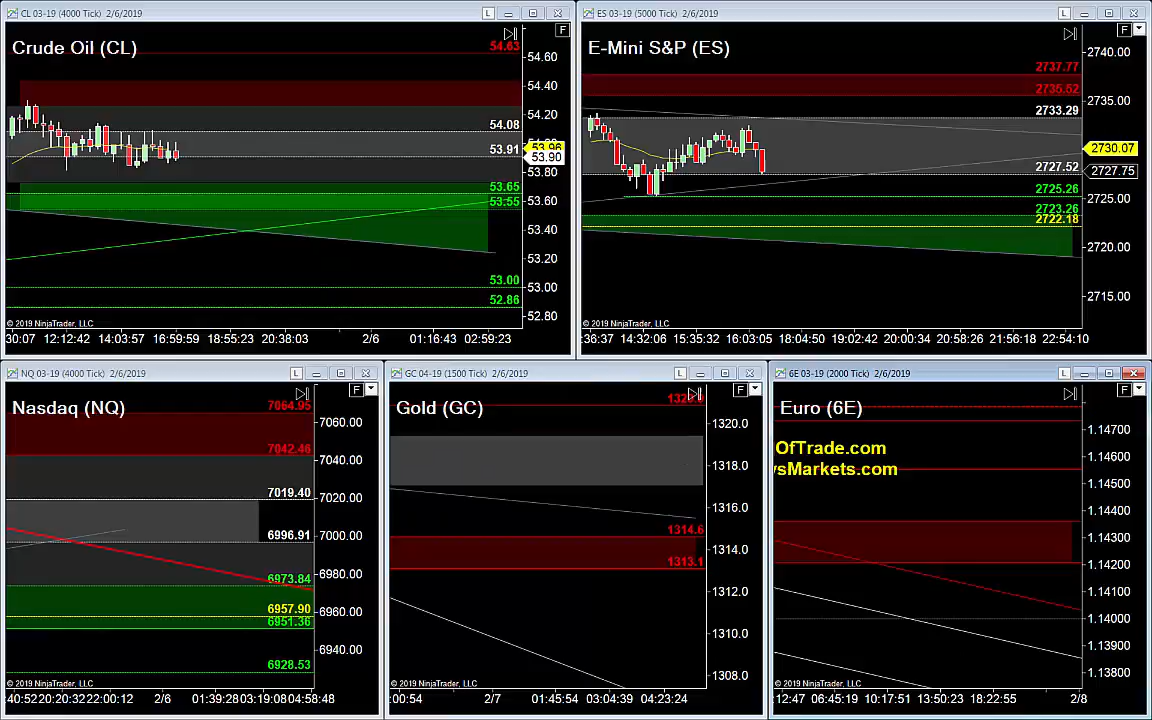 CL 03-19 (4000 Tick) 2/6/2019
L
F
Crude Oil (CL)
54.63
54.60
54.40
54.20
54.08
54.00
53.96
53.91
53.90
53.80
53.65
53.60
53.55
53.40
53.20
53.00
53.00
52.86
52.80
© 2019 NinjaTrader, LLC
:30:07 12:12:42 14:03:57 16:59:59 18:55:23 20:38:03 2/6 01:16:43 02:59:23
ES 03-19 (5000 Tick) 2/6/2019
L
F
E-Mini S&P (ES)
2740.00
2737.77
2735.52
2735.00
2733.29
2730.07
2727.52
2727.75
2725.26
2725.00
2723.26
2722.18
2720.00
2715.00
© 2019 NinjaTrader, LLC
:36:37 14:32:06 15:35:32 16:03:05 18:04:50 19:02:42 20:00:34 20:58:26 21:56:18 22:54:10
NQ 03-19 (4000 Tick) 2/6/2019
L
F
Nasdaq (NQ)
7064.95
7060.00
7042.46
7040.00
7019.40
7020.00
7000.00
6996.91
6980.00
6973.84
6957.90
6960.00
6951.36
6940.00
6928.53
© 2019 NinjaTrader, LLC
:40:52 20:20:32 22:00:12 2/6 01:39:28 03:19:08 04:58:48
GC 04-19 (1500 Tick) 2/6/2019
L
F
Gold (GC)
1320.0
1318.0
1316.0
1314.6
1314.0
1313.1
1312.0
1310.0
1308.0
© 2019 NinjaTrader, LLC
:00:54 2/7 01:45:54 03:04:39 04:23:24
6E 03-19 (2000 Tick) 2/6/2019
L
F
Euro (6E)
OfTrade.com
ysMarkets.com
1.14700
1.14600
1.14500
1.14400
1.14300
1.14200
1.14100
1.14000
1.13900
1.13800
© 2019 NinjaTrader, LLC
:12:47 06:45:19 10:17:51 13:50:23 18:22:55 2/8